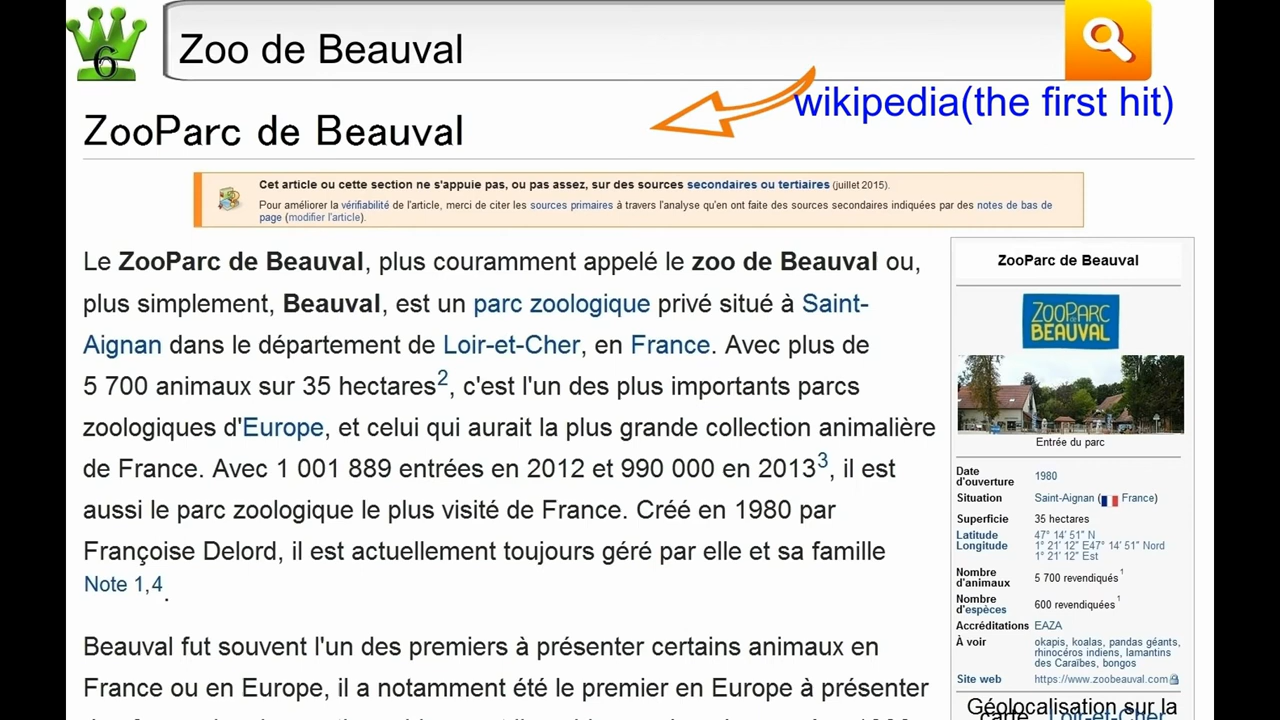 6
Zoo de Beauval
wikipedia(the first hit)
ZooParc de Beauval
Cet article ou cette section ne s'appuie pas, ou pas assez, sur des sources secondaires ou tertiaires (juillet 2015).
Pour améliorer la vérifiabilité de l'article, merci de citer les sources primaires à travers l'analyse qu'en ont faite des sources secondaires indiquées par des notes de bas de
page (modifier l'article).
Le ZooParc de Beauval, plus couramment appelé le zoo de Beauval ou,
plus simplement, Beauval, est un parc zoologique privé situé à Saint-
Aignan dans le département de Loir-et-Cher, en France. Avec plus de
5 700 animaux sur 35 hectares2, c'est l'un des plus importants parcs
zoologiques d'Europe, et celui qui aurait la plus grande collection animalière
de France. Avec 1 001 889 entrées en 2012 et 990 000 en 20133, il est
aussi le parc zoologique le plus visité de France. Créé en 1980 par
Françoise Delord, il est actuellement toujours géré par elle et sa famille
Note 1,4
.
Beauval fut souvent l'un des premiers à présenter certains animaux en
France ou en Europe, il a notamment été le premier en Europe à présenter
ZooParc de Beauval
ZOOPARC
de
BEAUVAL
Entrée du parc
Date
d'ouverture 1980
Situation Saint-Aignan (France)
Superficie 35 hectares
Latitude 47° 14′ 51″ N
Longitude 1° 21′ 12″ E47° 14′ 51″ Nord
1° 21′ 12″ Est
Nombre
d'animaux 5 700 revendiqués1
Nombre
d'espèces 600 revendiquées1
Accréditations EAZA
À voir okapis, koalas, pandas géants,
rhinocéros indiens, lamantins
des Caraïbes, bongos
Site web https://www.zoobeauval.com
Géolocalisation sur la
carte Loir-et-Cher